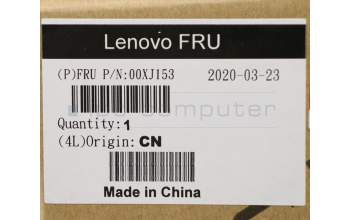 Lenovo FRU
(P)FRU P/N:00XJ153 2020-03-23
Quantity:1
(4L)Origin: CN
Made in China